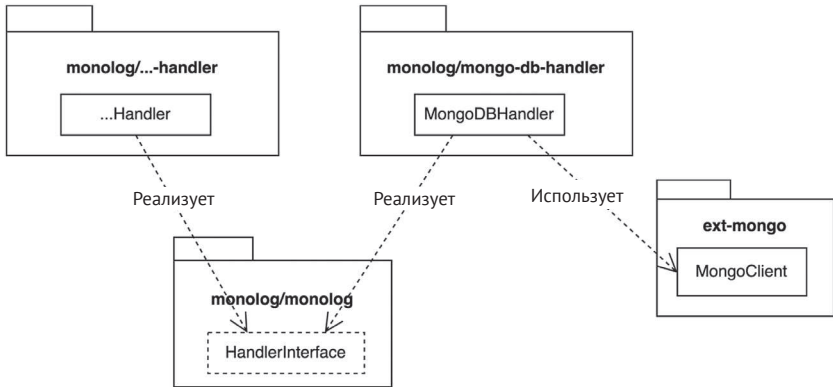 monolog/...-handler
monolog/mongo-db-handler
...Handler
MongoDBHandler
Реализует
Реализует
Использует
ext-mongo
MongoClient
monolog/monolog
HandlerInterface